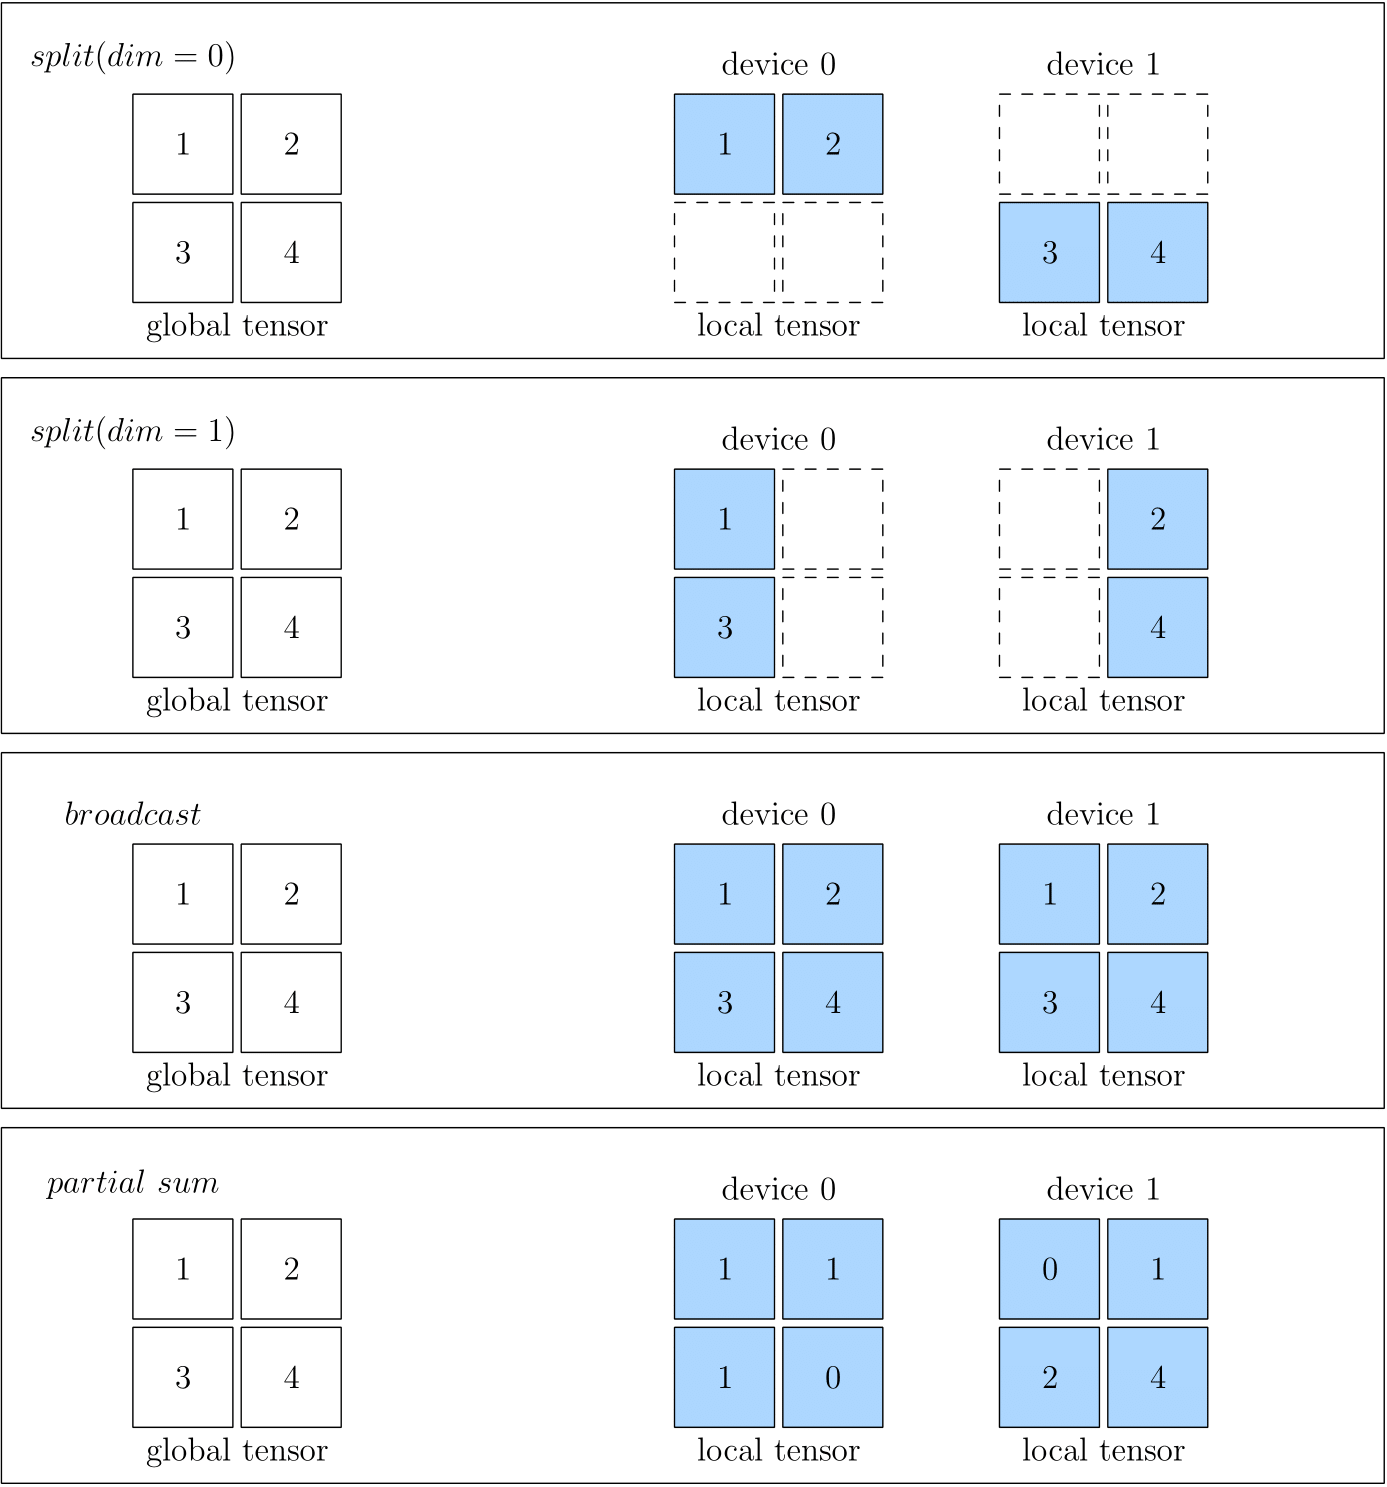 split(dim = 0)
device 0 device 1
1 2 1 2
3 4 3 4
global tensor local tensor local tensor
split(dim = 1)
device 0 device 1
1 2 1 2
3 4 3 4
global tensor local tensor local tensor
broadcast device 0 device 1
1 2 1 2 1 2
3 4 3 4 3 4
global tensor local tensor local tensor
partial sum
device 0 device 1
1 2 1 1 0 1
3 4 1 0 2 4
global tensor local tensor local tensor